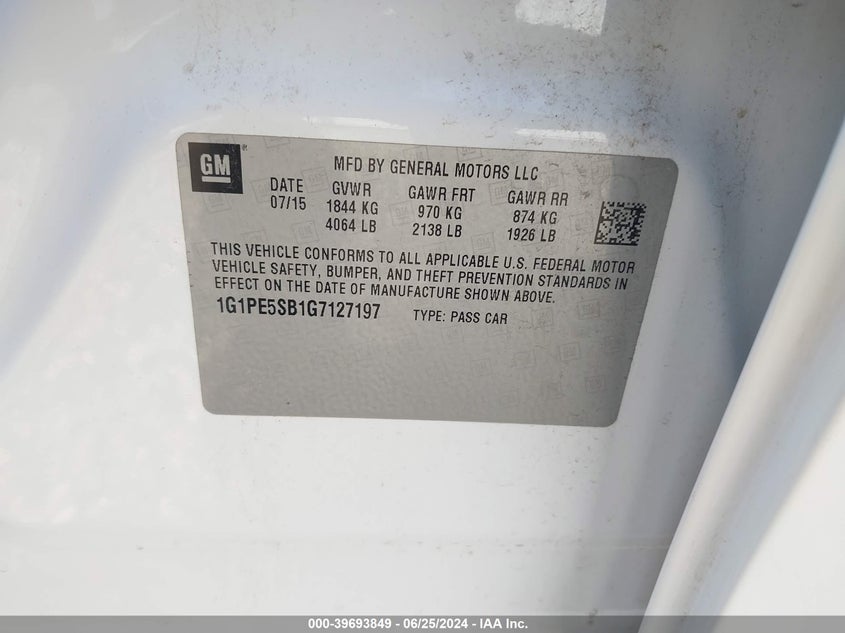 GM
MFD BY GENERAL MOTORS LLC
DATE GVWR GAWR FRT GAWR RR
07/15 1844 KG 970 KG 874 KG
4064 LB 2138 LB 1926 LB
THIS VEHICLE CONFORMS TO ALL APPLICABLE U.S. FEDERAL MOTOR
VEHICLE SAFETY, BUMPER, AND THEFT PREVENTION STANDARDS IN
EFFECT ON THE DATE OF MANUFACTURE SHOWN ABOVE.
1G1PE5SB1G7127197 TYPE: PASS CAR
000-39693849 - 06/25/2024 - IAA Inc.